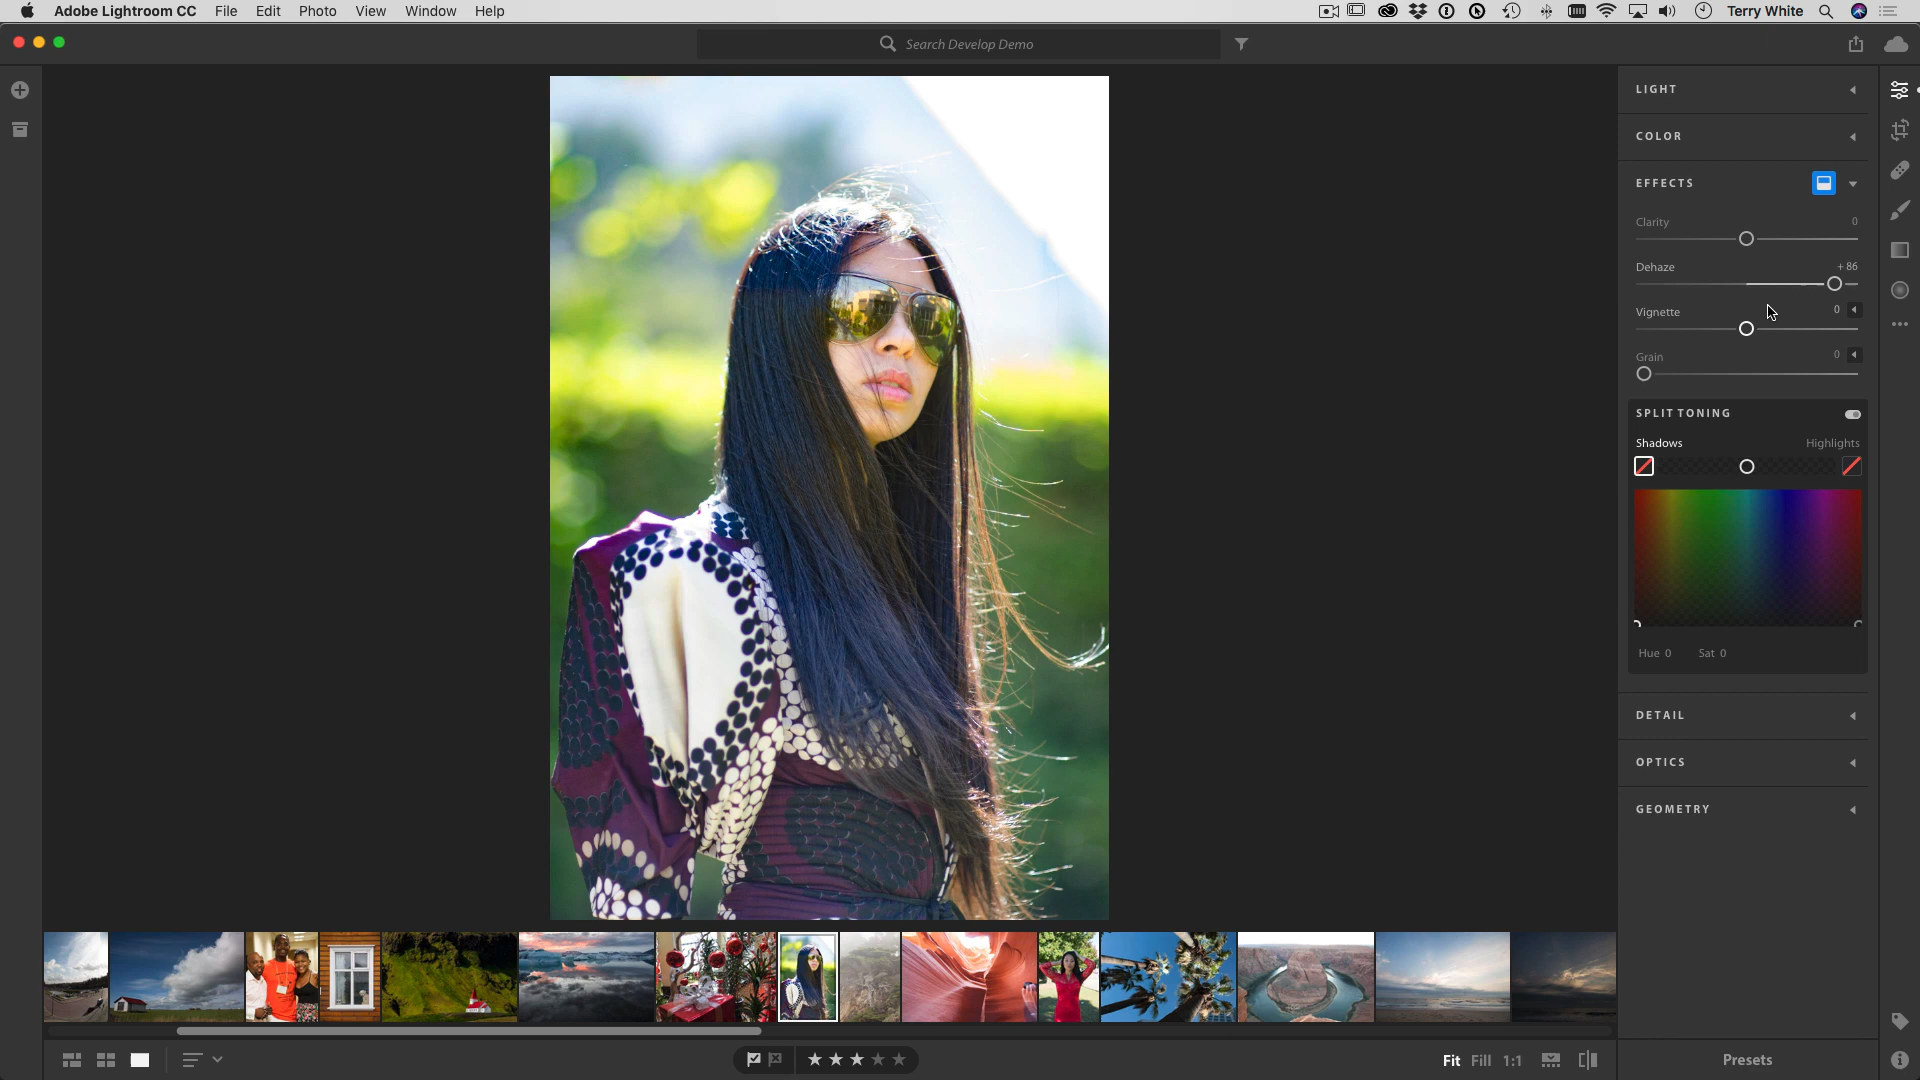 Adobe Lightroom CC File Edit Photo View Window Help Terry White
Search Develop Demo
LIGHT
COLOR
EFFECTS
Clarity 0
Dehaze +86
Vignette 0
Grain 0
SPLIT TONING
Shadows Highlights
Hue 0 Sat 0
DETAIL
OPTICS
GEOMETRY
Fit Fill 1:1 Presets